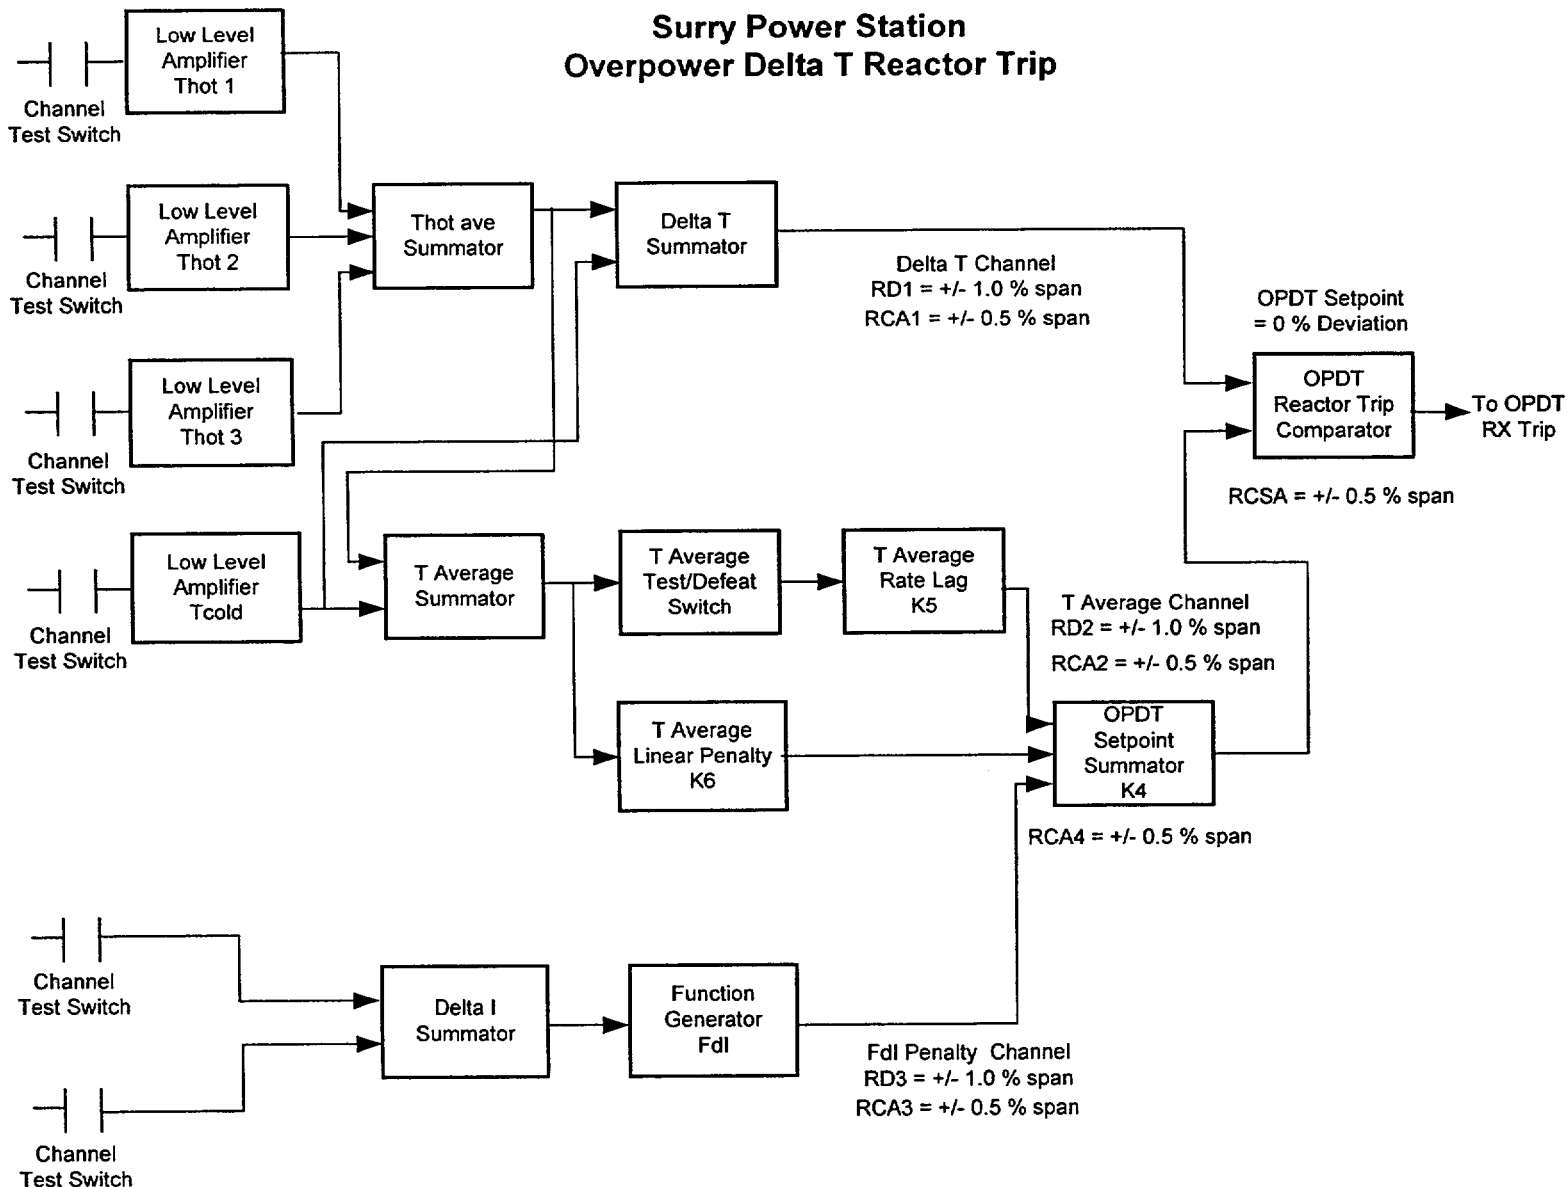 Surry Power Station
Overpower Delta T Reactor Trip
Low Level
Amplifier
Thot 1
Channel
Test Switch
Low Level
Amplifier
Thot 2
Channel
Test Switch
Thot ave
Summator
Delta T
Summator
Delta T Channel
RD1 = +/- 1.0 % span
RCA1 = +/- 0.5 % span
OPDT Setpoint
= 0 % Deviation
Low Level
Amplifier
Thot 3
Channel
Test Switch
OPDT
Reactor Trip
Comparator
To OPDT
RX Trip
RCSA = +/- 0.5 % span
Low Level
Amplifier
Tcold
Channel
Test Switch
T Average
Summator
T Average
Test/Defeat
Switch
T Average
Rate Lag
K5
T Average Channel
RD2 = +/- 1.0 % span
RCA2 = +/- 0.5 % span
T Average
Linear Penalty
K6
OPDT
Setpoint
Summator
K4
RCA4 = +/- 0.5 % span
Channel
Test Switch
Delta I
Summator
Function
Generator
FdI
FdI Penalty Channel
RD3 = +/- 1.0 % span
RCA3 = +/- 0.5 % span
Channel
Test Switch